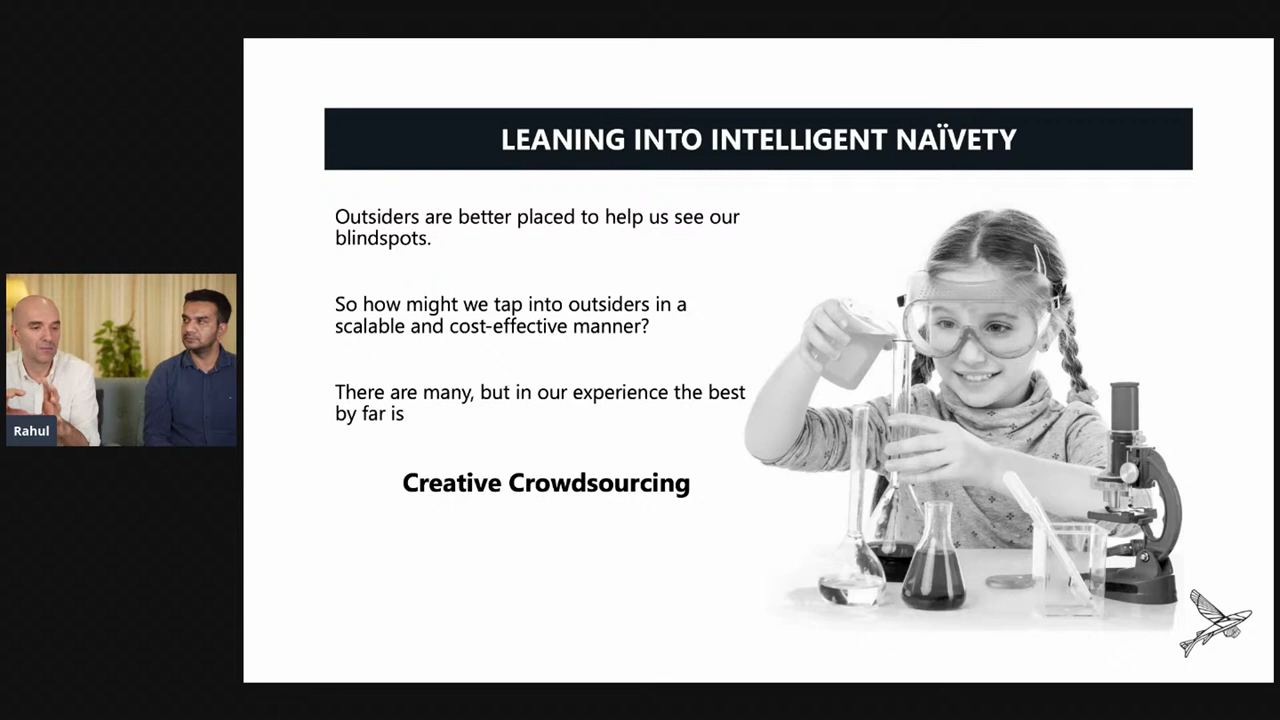 LEANING INTO INTELLIGENT NAÏVETY
Outsiders are better placed to help us see our
blindspots.
So how might we tap into outsiders in a
scalable and cost-effective manner?
There are many, but in our experience the best
by far is
Creative Crowdsourcing
Rahul